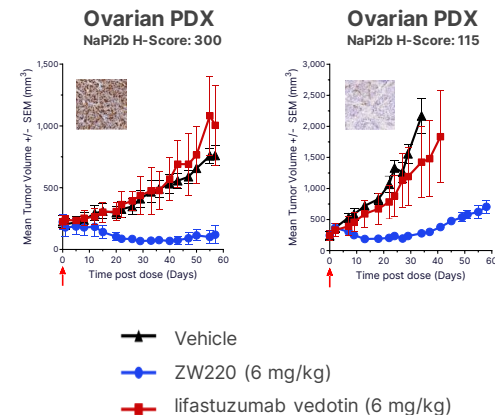 Ovarian PDX
NaPi2b H-Score: 300
Mean Tumor Volume +/- SEM (mm³)
1,500
1,000
500
0
0 10 20 30 40 50 60
Time post dose (Days)
Ovarian PDX
NaPi2b H-Score: 115
Mean Tumor Volume +/- SEM (mm³)
3,000
2,500
2,000
1,500
1,000
500
0
0 10 20 30 40 50 60
Time post dose (Days)
Vehicle
ZW220 (6 mg/kg)
lifastuzumab vedotin (6 mg/kg)